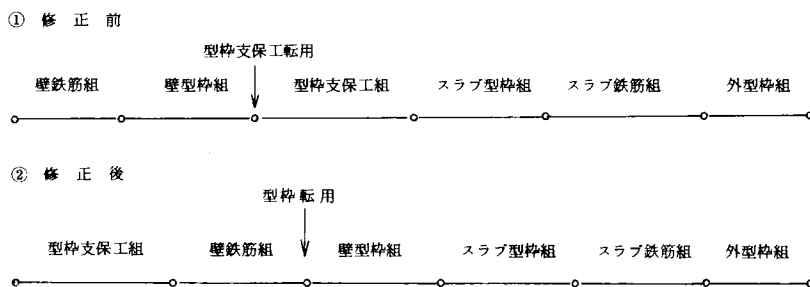 ① 修正前
型枠支保工転用
壁鉄筋組 壁型枠組 型枠支保工組 スラブ型枠組 スラブ鉄筋組 外型枠組
② 修正後
型枠転用
型枠支保工組 壁鉄筋組 壁型枠組 スラブ型枠組 スラブ鉄筋組 外型枠組